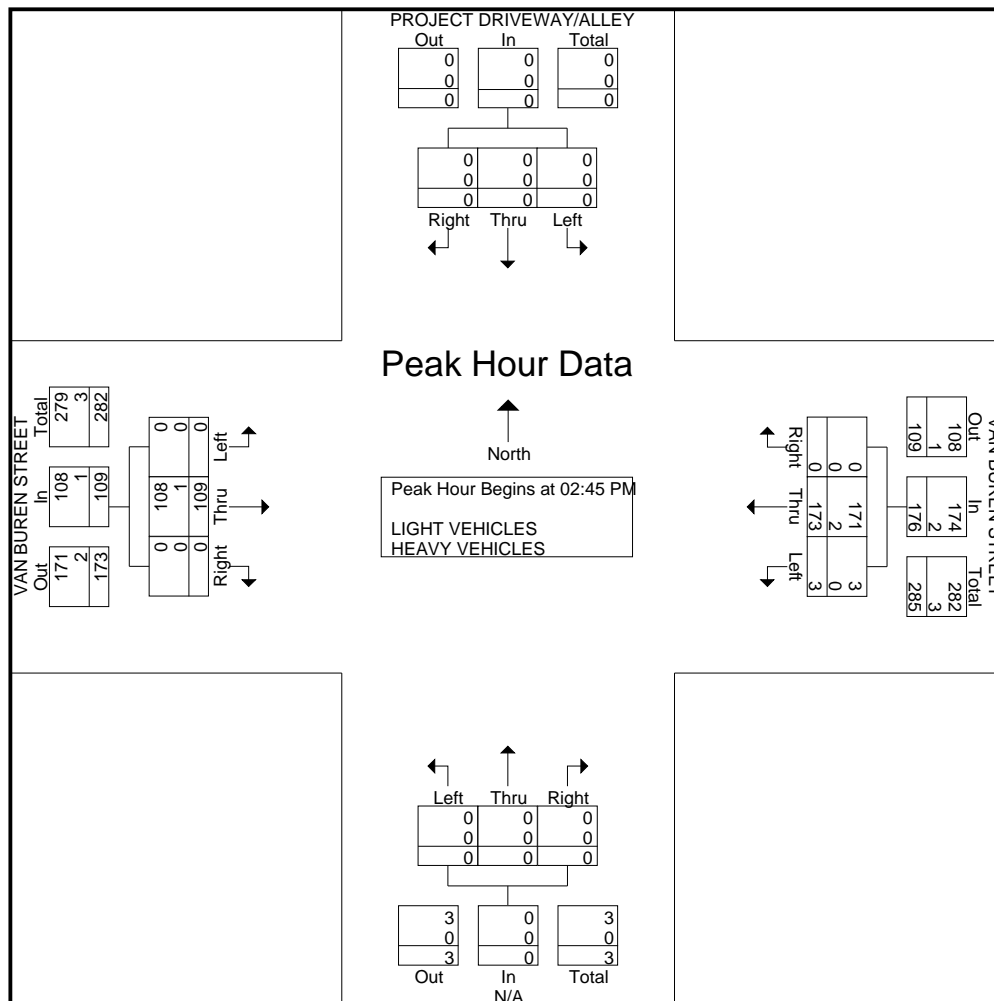 PROJECT DRIVEWAY/ALLEY
Out In Total
0 0 0
0 0 0
0 0 0
0 0 0
0 0 0
0 0 0
Right Thru Left
Peak Hour Data
North
Peak Hour Begins at 02:45 PM
LIGHT VEHICLES
HEAVY VEHICLES
VAN BUREN STREET
Out In Total
171 108 279
2 1 3
173 109 282
Right Thru Left
0 108 0
0 1 0
0 109 0
VAN BUREN STREET
Out In Total
108 174 282
1 2 3
109 176 285
Right Thru Left
0 171 3
0 2 0
0 173 3
Left Thru Right
0 0 0
0 0 0
0 0 0
3 0 3
0 0 0
3 0 3
Out In Total
N/A